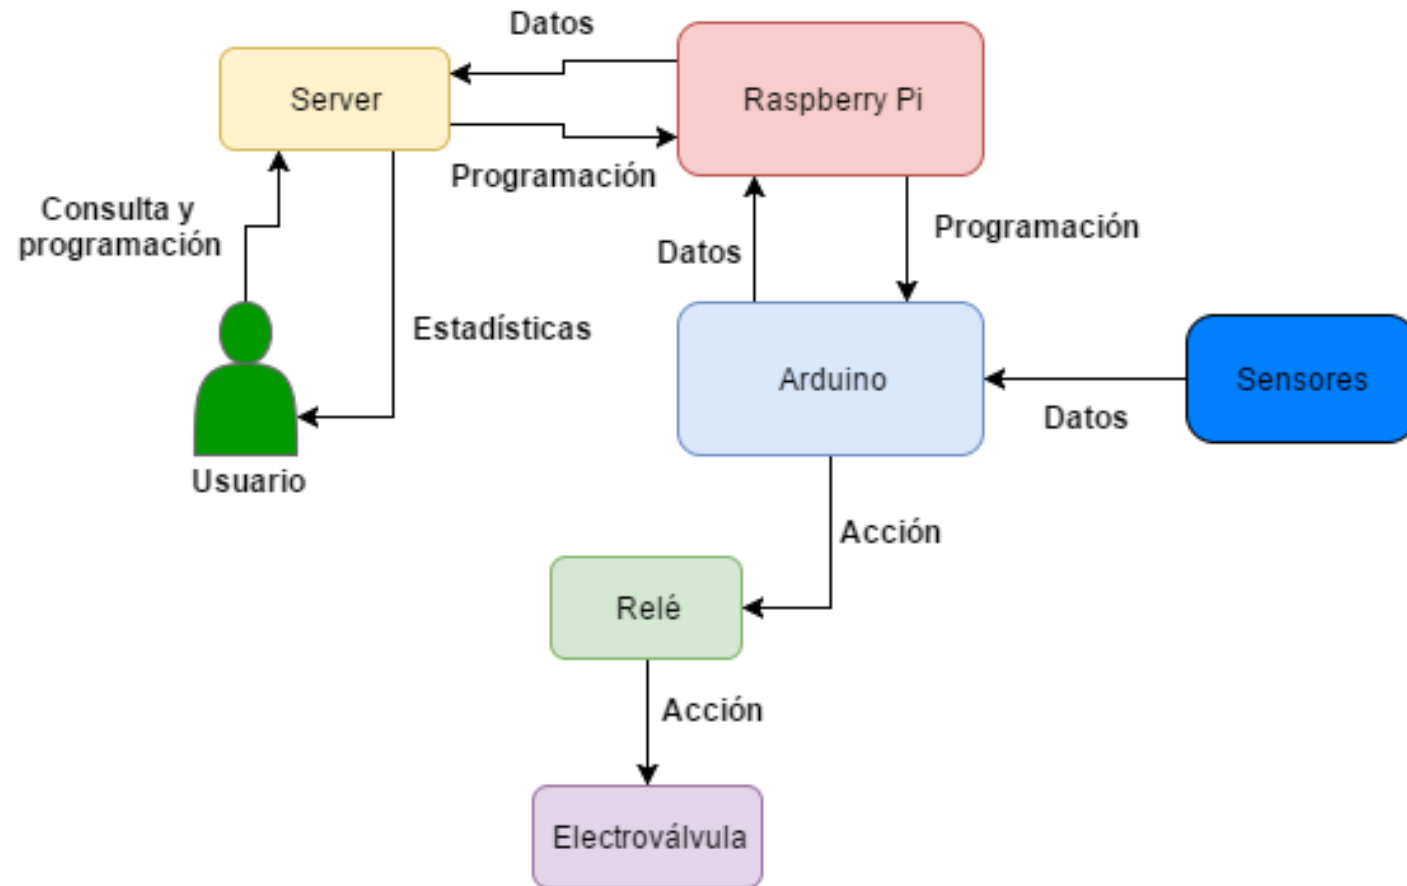 Datos
Server
Raspberry Pi
Programación
Consulta y
programación
Datos
Programación
Estadísticas
Arduino
Sensores
Datos
Usuario
Acción
Relé
Acción
Electroválvula